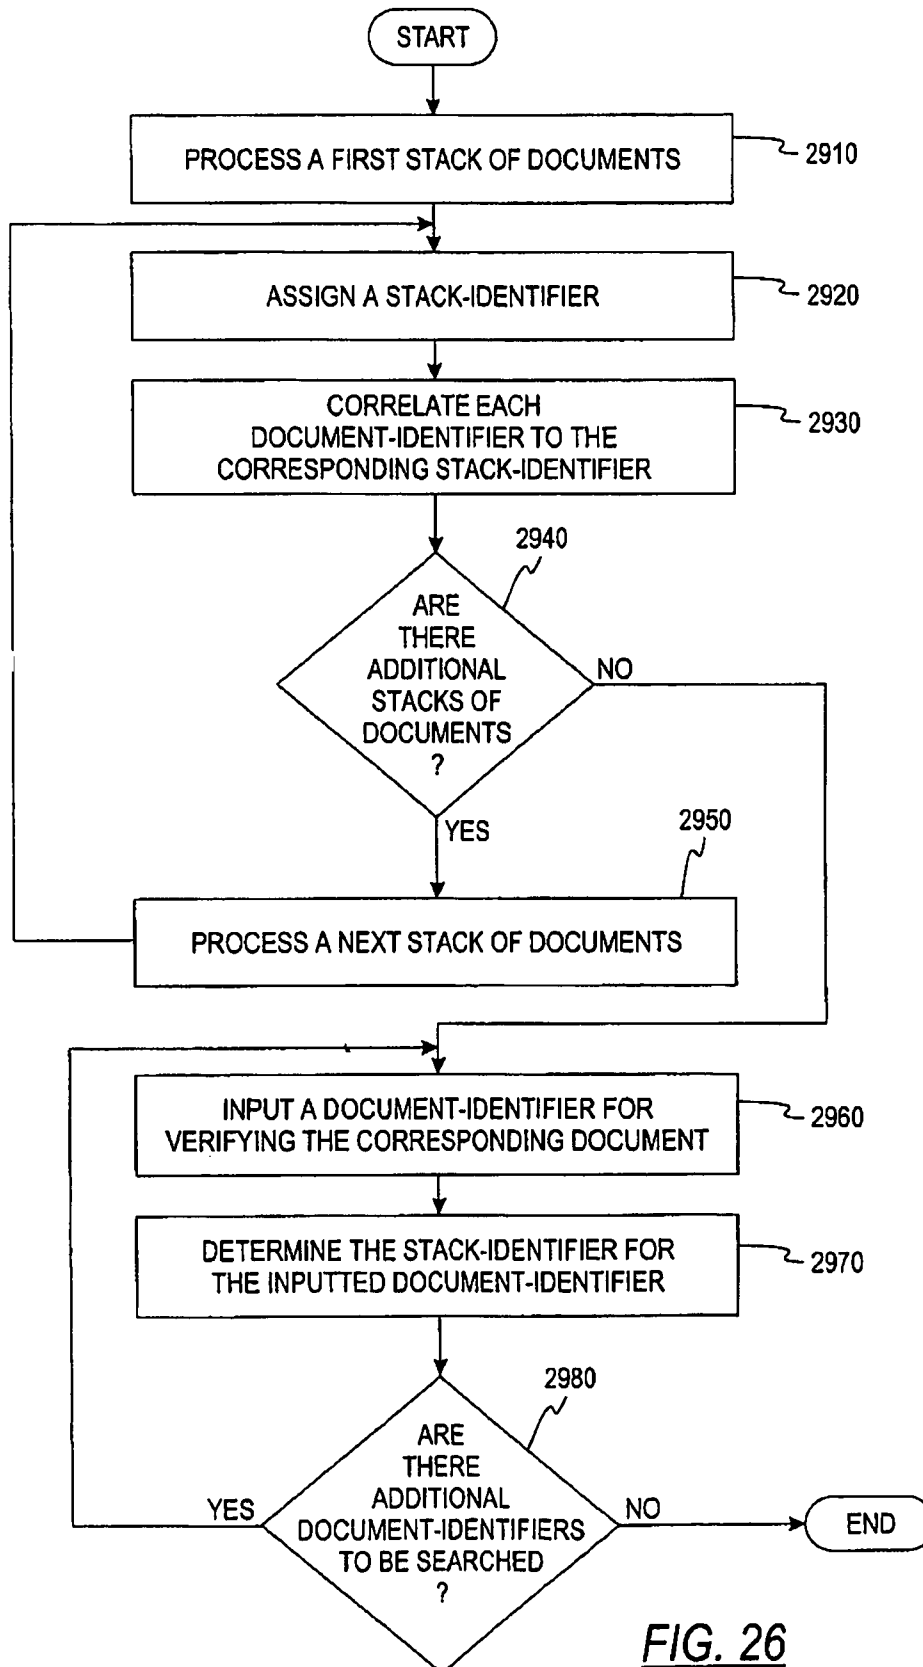 START
PROCESS A FIRST STACK OF DOCUMENTS
2910
ASSIGN A STACK-IDENTIFIER
2920
CORRELATE EACH
DOCUMENT-IDENTIFIER TO THE
CORRESPONDING STACK-IDENTIFIER
2930
2940
ARE
THERE
ADDITIONAL
STACKS OF
DOCUMENTS
?
NO
YES
2950
PROCESS A NEXT STACK OF DOCUMENTS
INPUT A DOCUMENT-IDENTIFIER FOR
VERIFYING THE CORRESPONDING DOCUMENT
2960
DETERMINE THE STACK-IDENTIFIER FOR
THE INPUTTED DOCUMENT-IDENTIFIER
2970
2980
ARE
THERE
ADDITIONAL
DOCUMENT-IDENTIFIERS
TO BE SEARCHED
?
YES
NO
END
FIG. 26